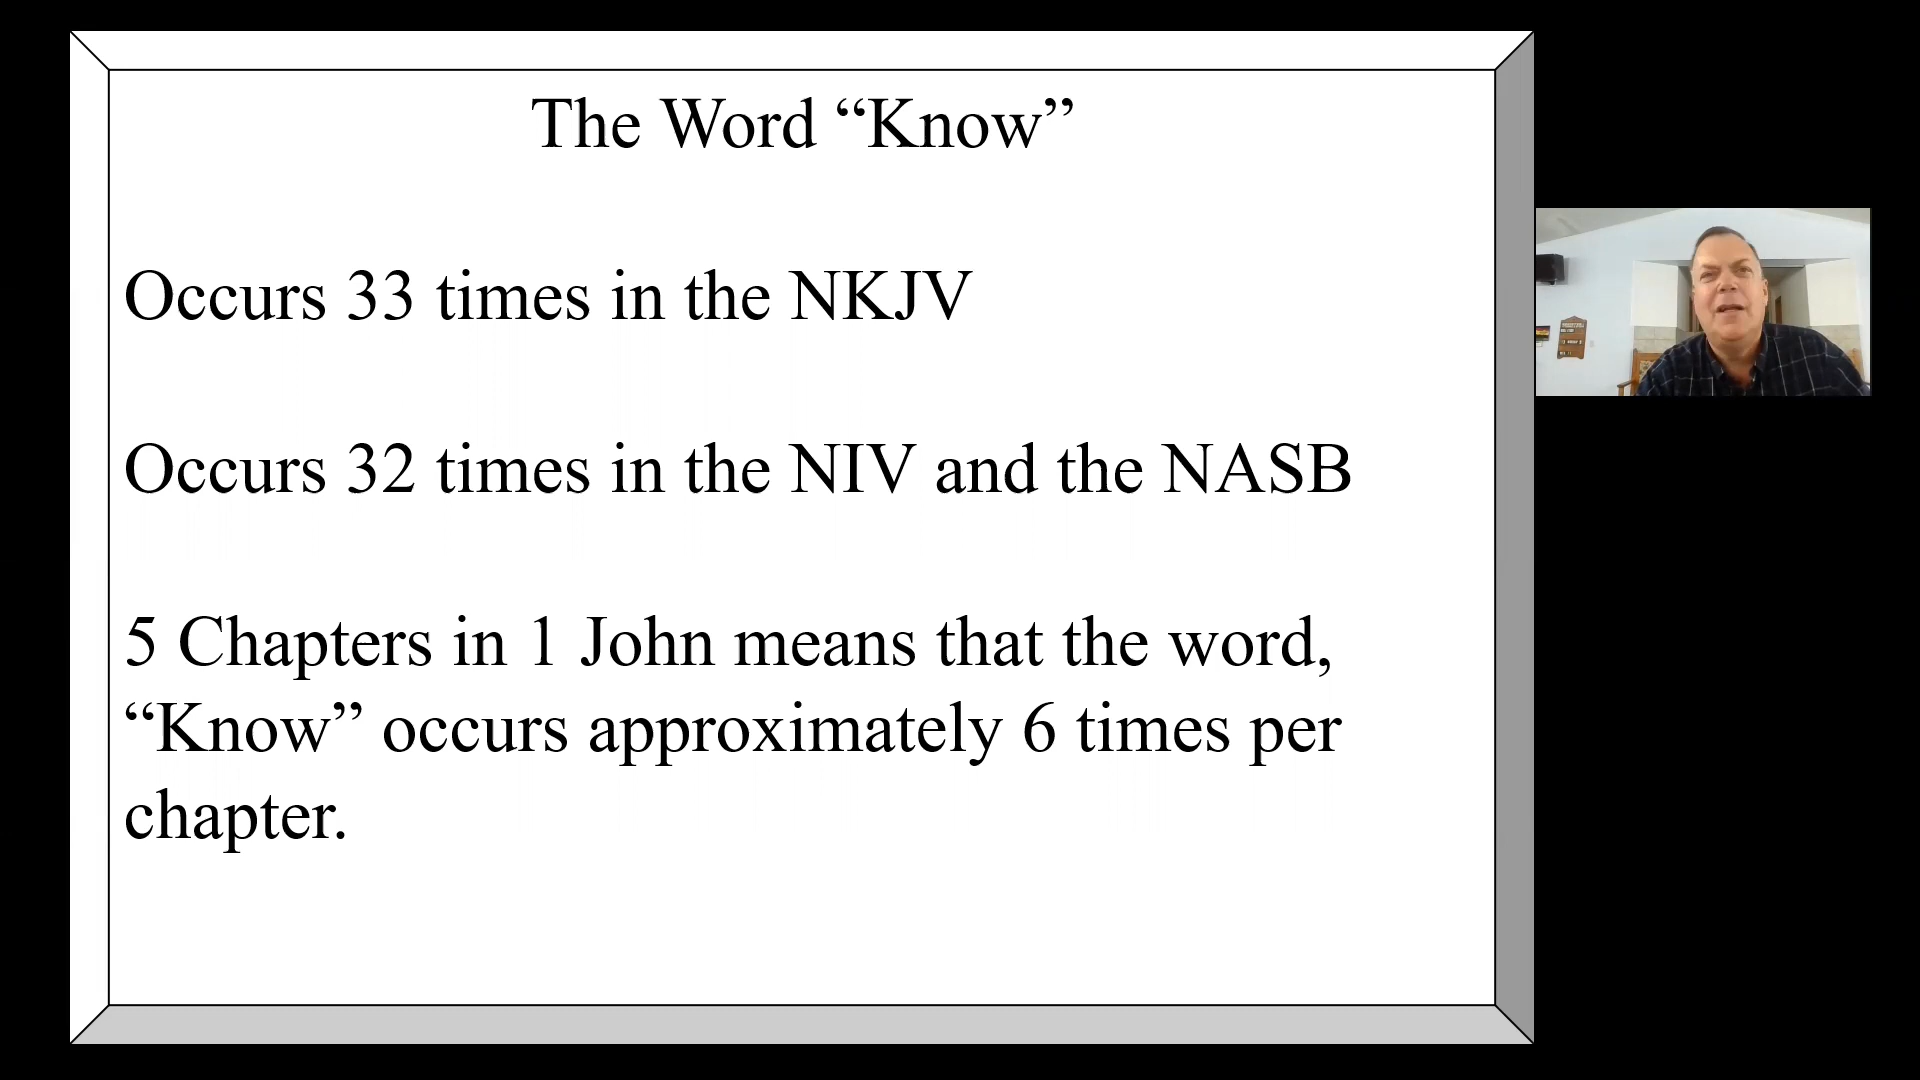 The Word “Know”
Occurs 33 times in the NKJV
Occurs 32 times in the NIV and the NASB
5 Chapters in 1 John means that the word,
“Know” occurs approximately 6 times per
chapter.